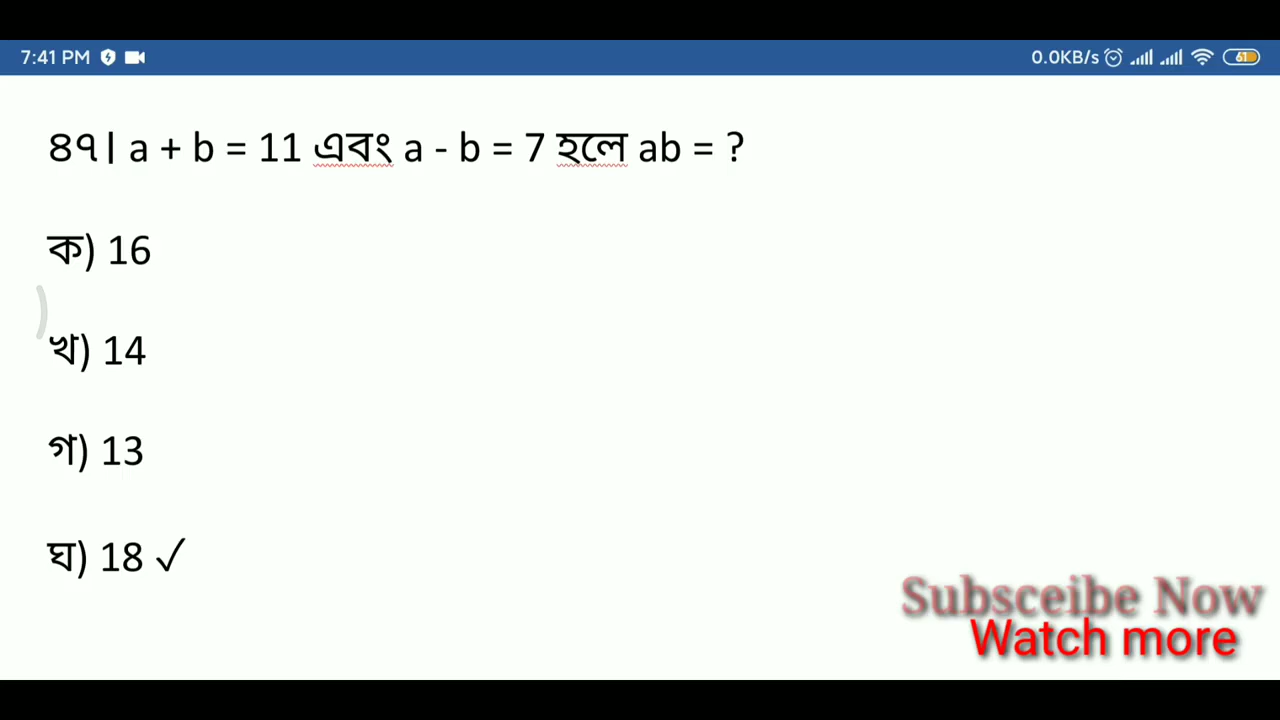 7:41 PM 0.0KB/s 61
৪৭। a + b = 11 এবং a - b = 7 হলে ab = ?
ক) 16
খ) 14
গ) 13
ঘ) 18 ✓
Subsceibe Now
Watch more